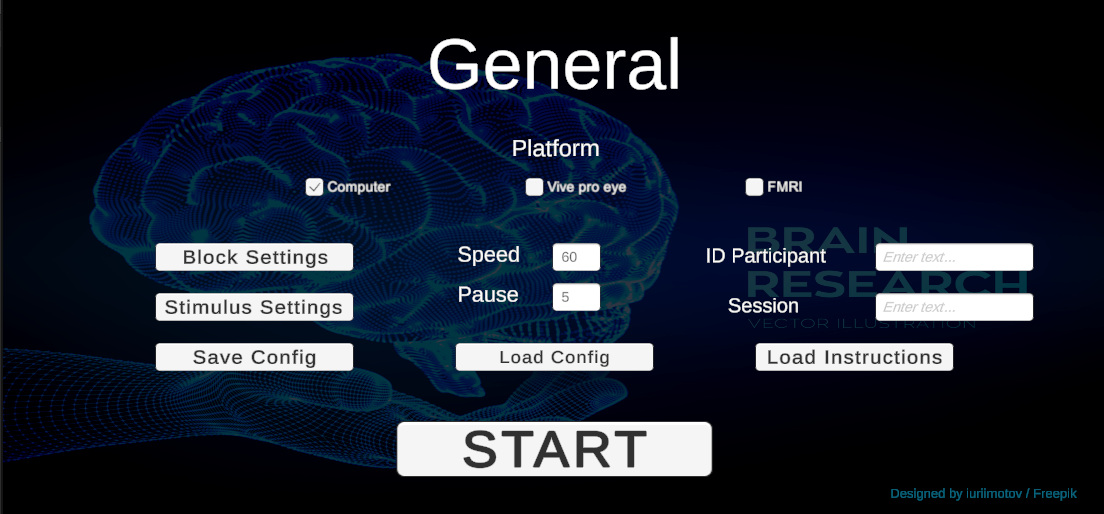 General
Platform
Computer
Vive pro eye
FMRI
Block Settings
Speed
60
ID Participant
Enter text...
BRAIN
RESEARCH
VECTOR ILLUSTRATION
Stimulus Settings
Pause
5
Session
Enter text...
Save Config
Load Config
Load Instructions
START
Designed by iurilmotov / Freepik